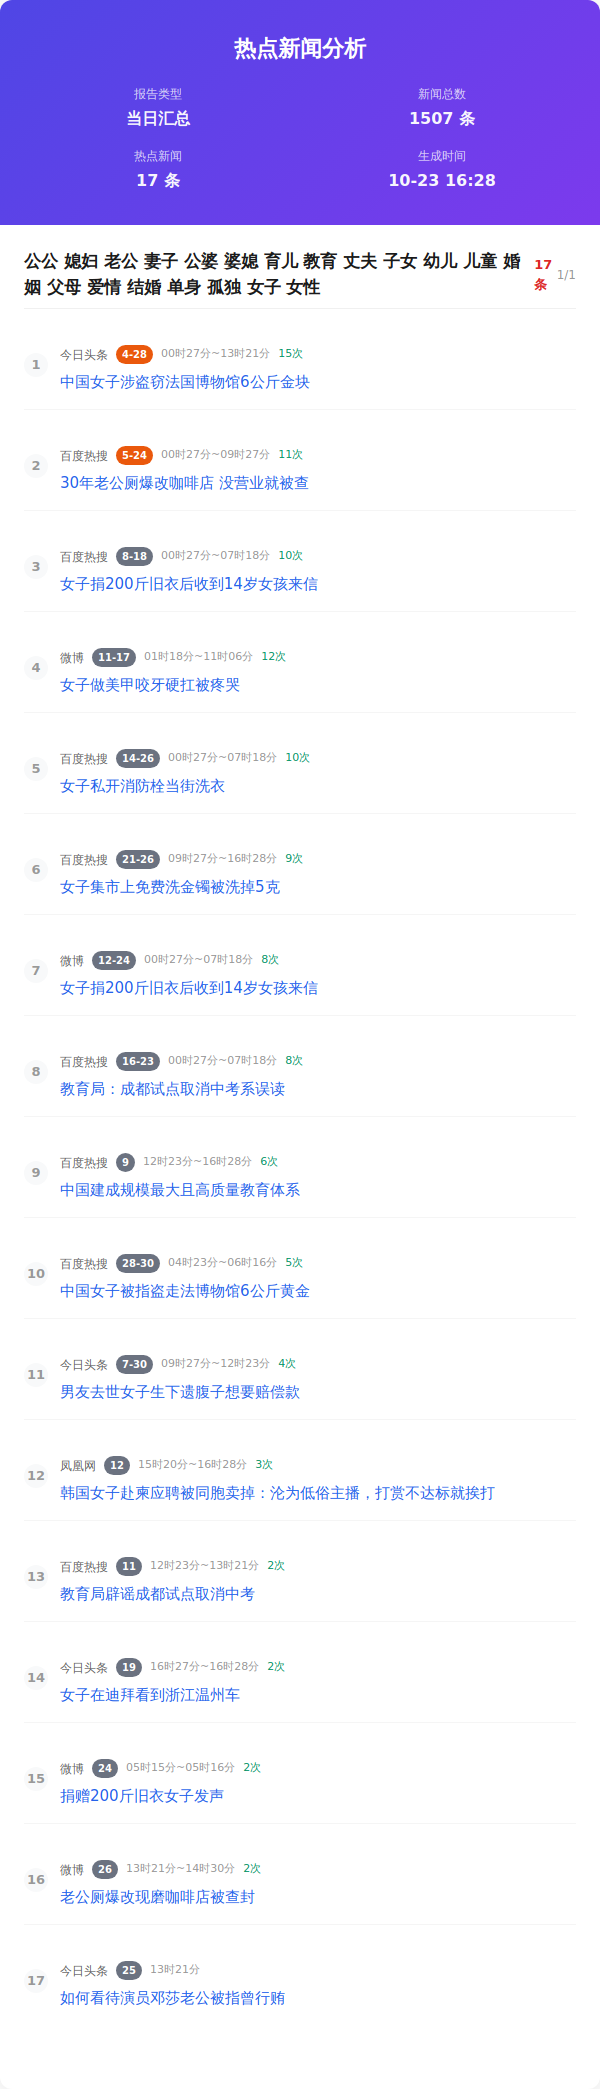 热点新闻分析
报告类型
当日汇总
新闻总数
1507 条
热点新闻
17 条
生成时间
10-23 16:28
公公 媳妇 老公 妻子 公婆 婆媳 育儿 教育 丈夫 子女 幼儿 儿童 婚
姻 父母 爱情 结婚 单身 孤独 女子 女性
17
条
1/1
1
今日头条 4-28 00时27分~13时21分 15次
中国女子涉盗窃法国博物馆6公斤金块
2
百度热搜 5-24 00时27分~09时27分 11次
30年老公厕爆改咖啡店 没营业就被查
3
百度热搜 8-18 00时27分~07时18分 10次
女子捐200斤旧衣后收到14岁女孩来信
4
微博 11-17 01时18分~11时06分 12次
女子做美甲咬牙硬扛被疼哭
5
百度热搜 14-26 00时27分~07时18分 10次
女子私开消防栓当街洗衣
6
百度热搜 21-26 09时27分~16时28分 9次
女子集市上免费洗金镯被洗掉5克
7
微博 12-24 00时27分~07时18分 8次
女子捐200斤旧衣后收到14岁女孩来信
8
百度热搜 16-23 00时27分~07时18分 8次
教育局：成都试点取消中考系误读
9
百度热搜 9 12时23分~16时28分 6次
中国建成规模最大且高质量教育体系
10
百度热搜 28-30 04时23分~06时16分 5次
中国女子被指盗走法博物馆6公斤黄金
11
今日头条 7-30 09时27分~12时23分 4次
男友去世女子生下遗腹子想要赔偿款
12
凤凰网 12 15时20分~16时28分 3次
韩国女子赴柬应聘被同胞卖掉：沦为低俗主播，打赏不达标就挨打
13
百度热搜 11 12时23分~13时21分 2次
教育局辟谣成都试点取消中考
14
今日头条 19 16时27分~16时28分 2次
女子在迪拜看到浙江温州车
15
微博 24 05时15分~05时16分 2次
捐赠200斤旧衣女子发声
16
微博 26 13时21分~14时30分 2次
老公厕爆改现磨咖啡店被查封
17
今日头条 25 13时21分
如何看待演员邓莎老公被指曾行贿